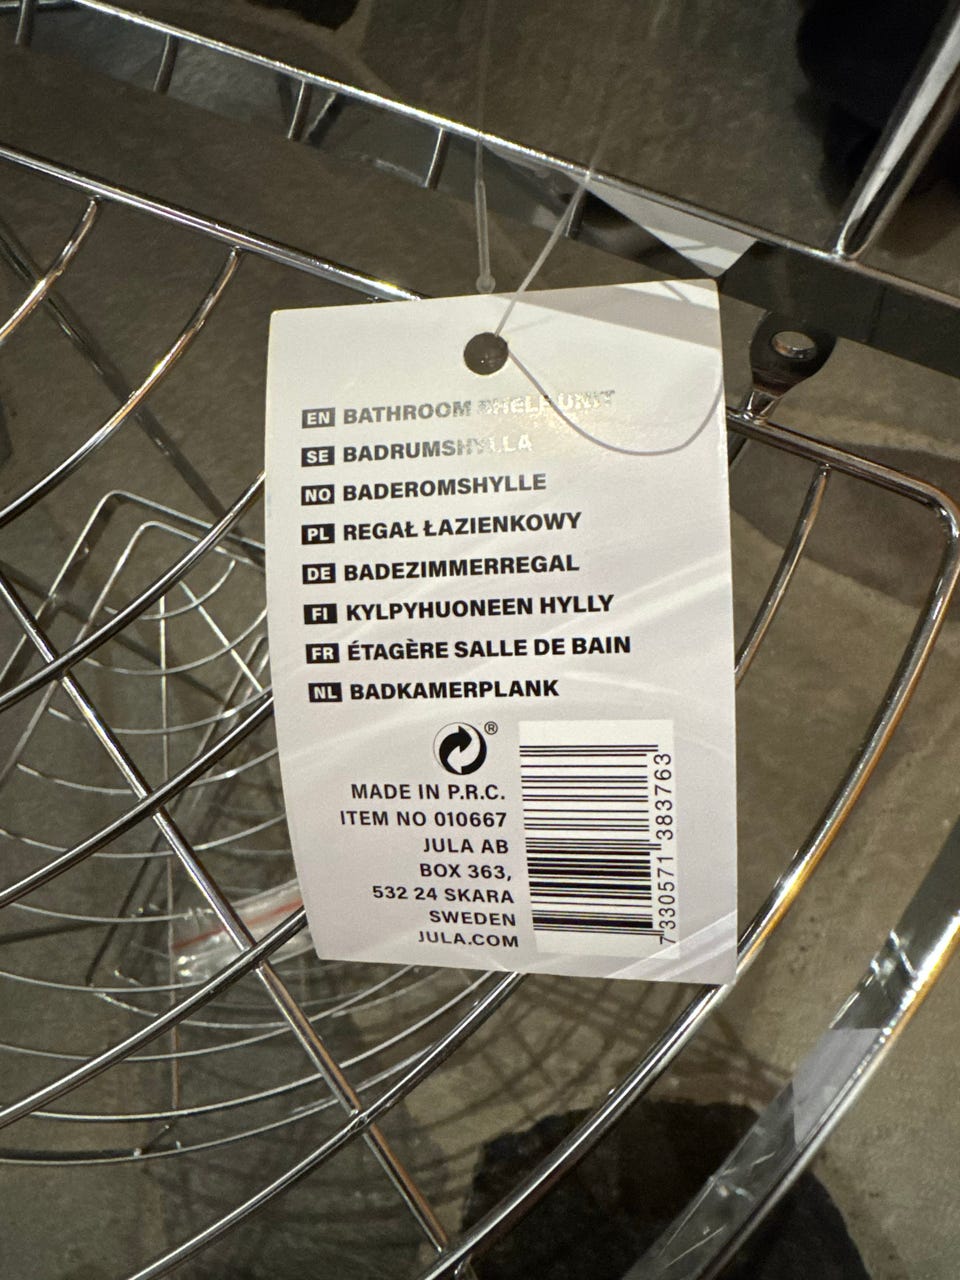 EN BATHROOM SHELF UNIT
SE BADRUMSHYLLA
NO BADEROMSHYLLE
PL REGAŁ ŁAZIENKOWY
DE BADEZIMMERREGAL
FI KYLPYHUONEEN HYLLY
FR ÉTAGÈRE SALLE DE BAIN
NL BADKAMERPLANK
®
MADE IN P.R.C.
ITEM NO 010667
JULA AB
BOX 363,
532 24 SKARA
SWEDEN
JULA.COM
7 330571 383763